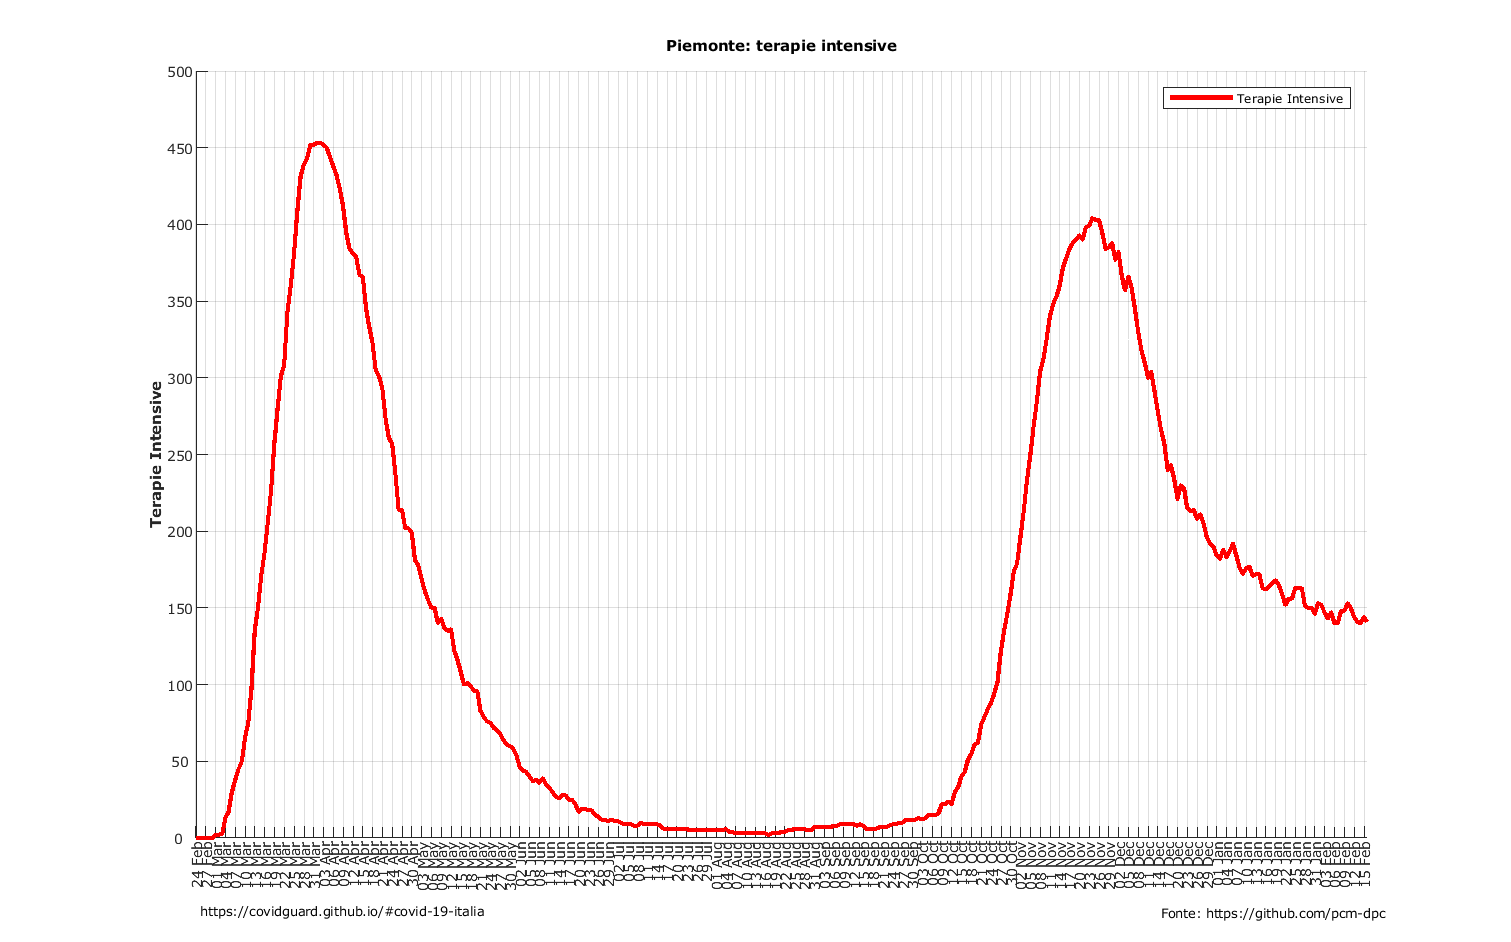 Piemonte: terapie intensive
Terapie Intensive
500
450
400
350
300
250
200
150
100
50
0
Terapie Intensive
24 Feb
27 Feb
01 Mar
04 Mar
07 Mar
10 Mar
13 Mar
16 Mar
19 Mar
22 Mar
25 Mar
28 Mar
31 Mar
03 Apr
06 Apr
09 Apr
12 Apr
15 Apr
18 Apr
21 Apr
24 Apr
27 Apr
30 Apr
03 May
06 May
09 May
12 May
15 May
18 May
21 May
24 May
27 May
30 May
02 Jun
05 Jun
08 Jun
11 Jun
14 Jun
17 Jun
20 Jun
23 Jun
26 Jun
29 Jun
02 Jul
05 Jul
08 Jul
11 Jul
14 Jul
17 Jul
20 Jul
23 Jul
26 Jul
29 Jul
01 Aug
04 Aug
07 Aug
10 Aug
13 Aug
16 Aug
19 Aug
22 Aug
25 Aug
28 Aug
31 Aug
03 Sep
06 Sep
09 Sep
12 Sep
15 Sep
18 Sep
21 Sep
24 Sep
27 Sep
30 Sep
03 Oct
06 Oct
09 Oct
12 Oct
15 Oct
18 Oct
21 Oct
24 Oct
27 Oct
30 Oct
02 Nov
05 Nov
08 Nov
11 Nov
14 Nov
17 Nov
20 Nov
23 Nov
26 Nov
29 Nov
02 Dec
05 Dec
08 Dec
11 Dec
14 Dec
17 Dec
20 Dec
23 Dec
26 Dec
29 Dec
01 Jan
04 Jan
07 Jan
10 Jan
13 Jan
16 Jan
19 Jan
22 Jan
25 Jan
28 Jan
31 Jan
03 Feb
06 Feb
09 Feb
12 Feb
15 Feb
https://covidguard.github.io/#covid-19-italia
Fonte: https://github.com/pcm-dpc